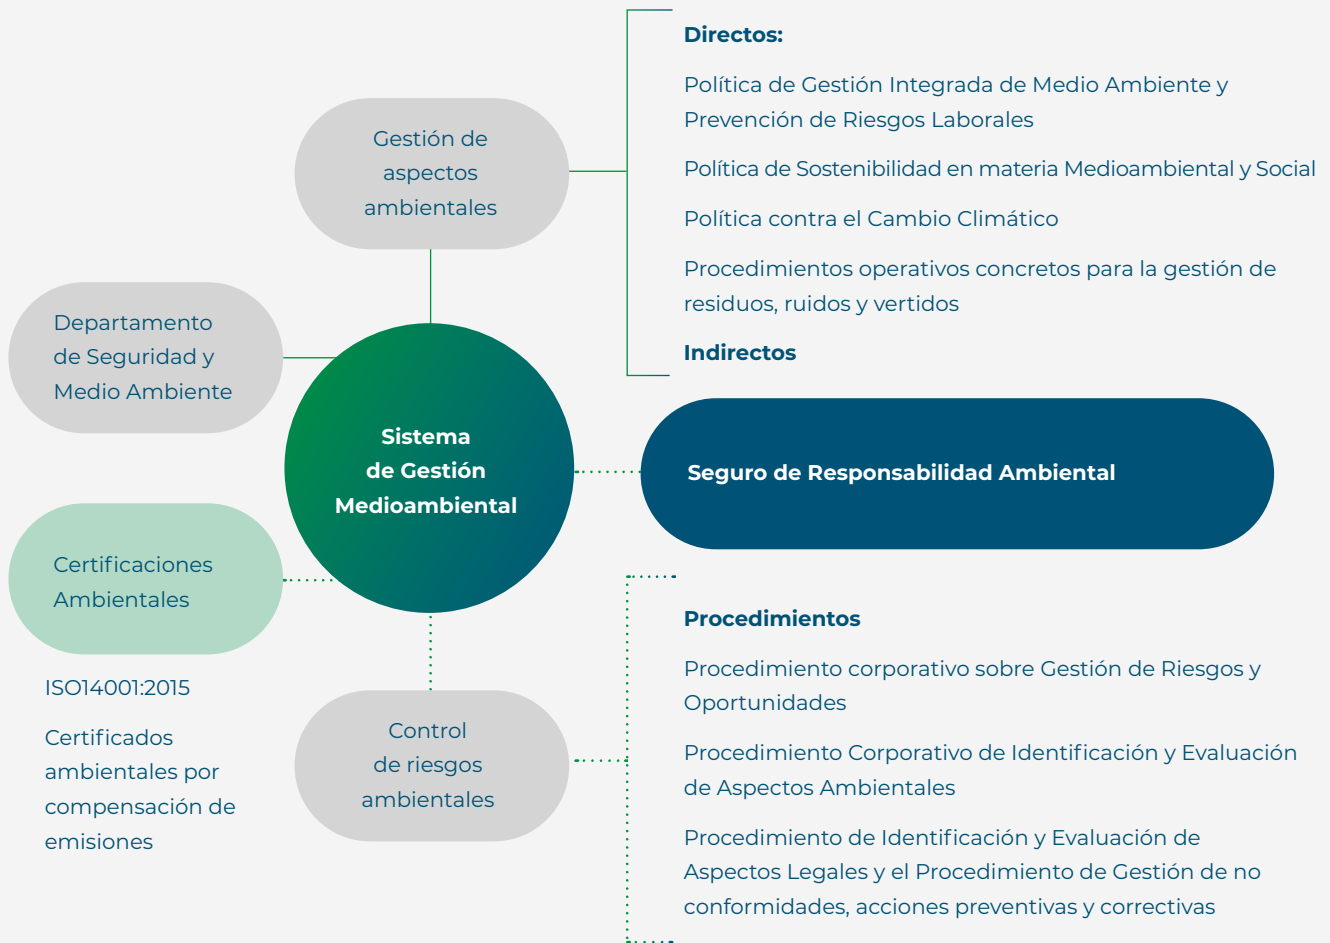 Directos:
Política de Gestión Integrada de Medio Ambiente y
Prevención de Riesgos Laborales
Política de Sostenibilidad en materia Medioambiental y Social
Política contra el Cambio Climático
Procedimientos operativos concretos para la gestión de
residuos, ruidos y vertidos
Indirectos
Gestión de
aspectos
ambientales
Departamento
de Seguridad y
Medio Ambiente
Sistema
de Gestión
Medioambiental
Seguro de Responsabilidad Ambiental
Certificaciones
Ambientales
ISO14001:2015
Certificados
ambientales por
compensación de
emisiones
Control
de riesgos
ambientales
Procedimientos
Procedimiento corporativo sobre Gestión de Riesgos y
Oportunidades
Procedimiento Corporativo de Identificación y Evaluación
de Aspectos Ambientales
Procedimiento de Identificación y Evaluación de
Aspectos Legales y el Procedimiento de Gestión de no
conformidades, acciones preventivas y correctivas